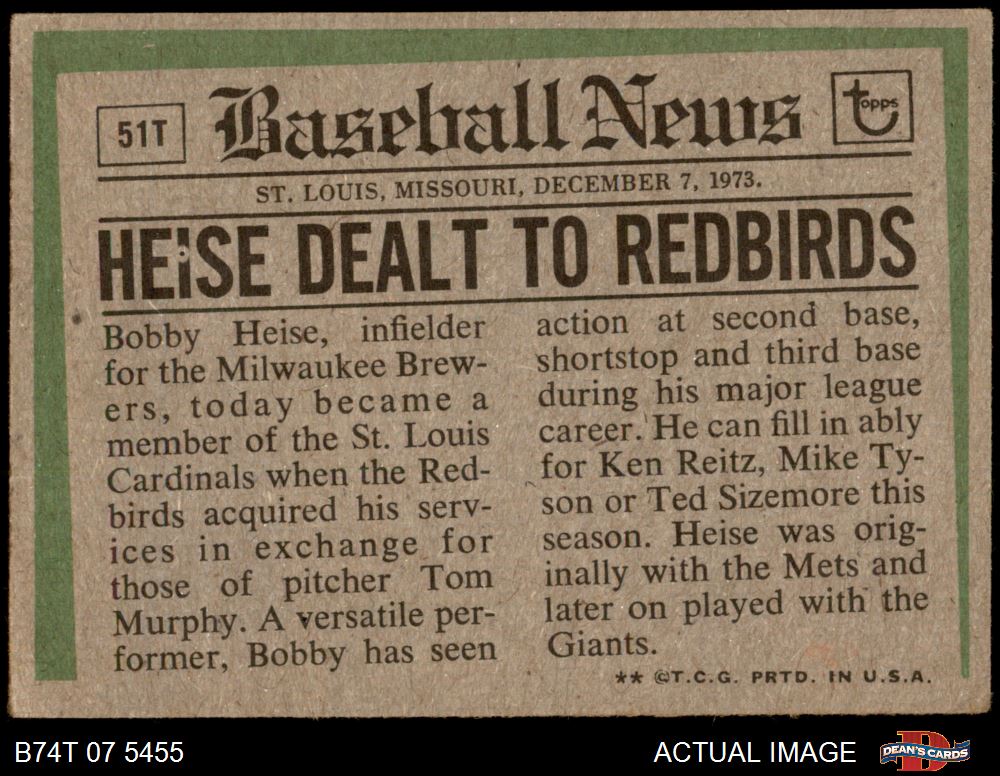 51T
Baseball News
topps
ST. LOUIS, MISSOURI, DECEMBER 7, 1973.
HEISE DEALT TO REDBIRDS
Bobby Heise, infielder
for the Milwaukee Brew-
ers, today became a
member of the St. Louis
Cardinals when the Red-
birds acquired his serv-
ices in exchange for
those of pitcher Tom
Murphy. A versatile per-
former, Bobby has seen
action at second base,
shortstop and third base
during his major league
career. He can fill in ably
for Ken Reitz, Mike Ty-
son or Ted Sizemore this
season. Heise was orig-
inally with the Mets and
later on played with the
Giants.
** ©T.C.G. PRTD. IN U.S.A.
B74T 07 5455
ACTUAL IMAGE
D
DEAN'S CARDS